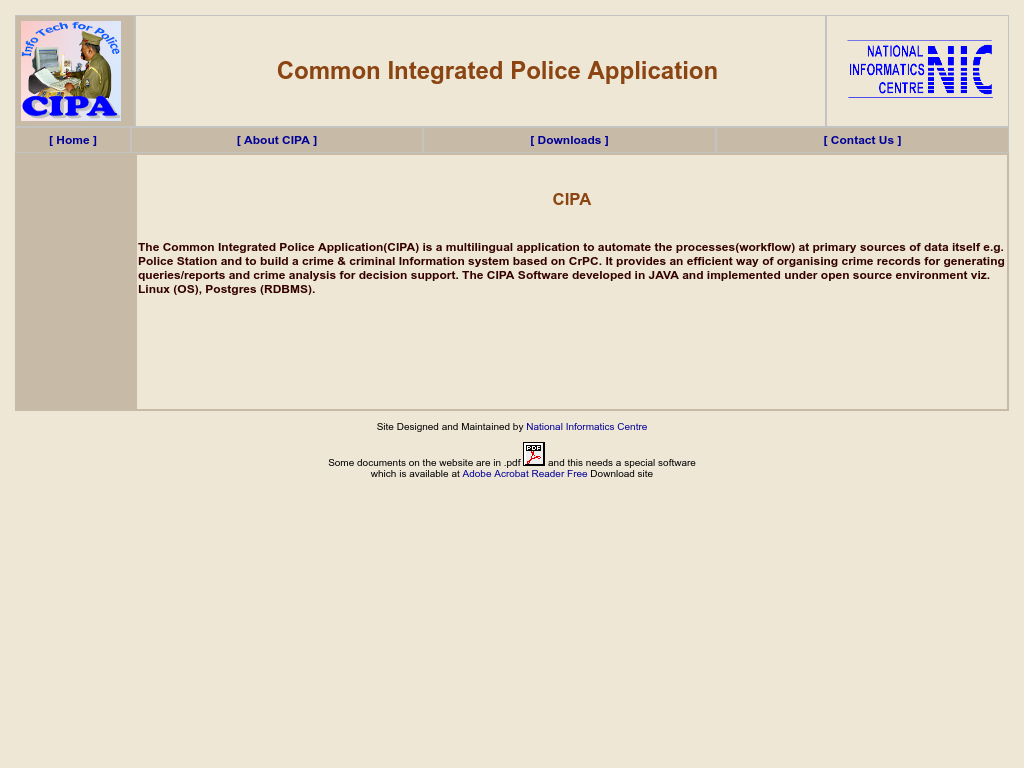 Info Tech for Police
CIPA
Common Integrated Police Application
NATIONAL
INFORMATICS
CENTRE
NIC
[ Home ]
[ About CIPA ]
[ Downloads ]
[ Contact Us ]
CIPA
The Common Integrated Police Application(CIPA) is a multilingual application to automate the processes(workflow) at primary sources of data itself e.g.
Police Station and to build a crime & criminal Information system based on CrPC. It provides an efficient way of organising crime records for generating
queries/reports and crime analysis for decision support. The CIPA Software developed in JAVA and implemented under open source environment viz.
Linux (OS), Postgres (RDBMS).
Site Designed and Maintained by National Informatics Centre
Some documents on the website are in .pdf PDF and this needs a special software
which is available at Adobe Acrobat Reader Free Download site